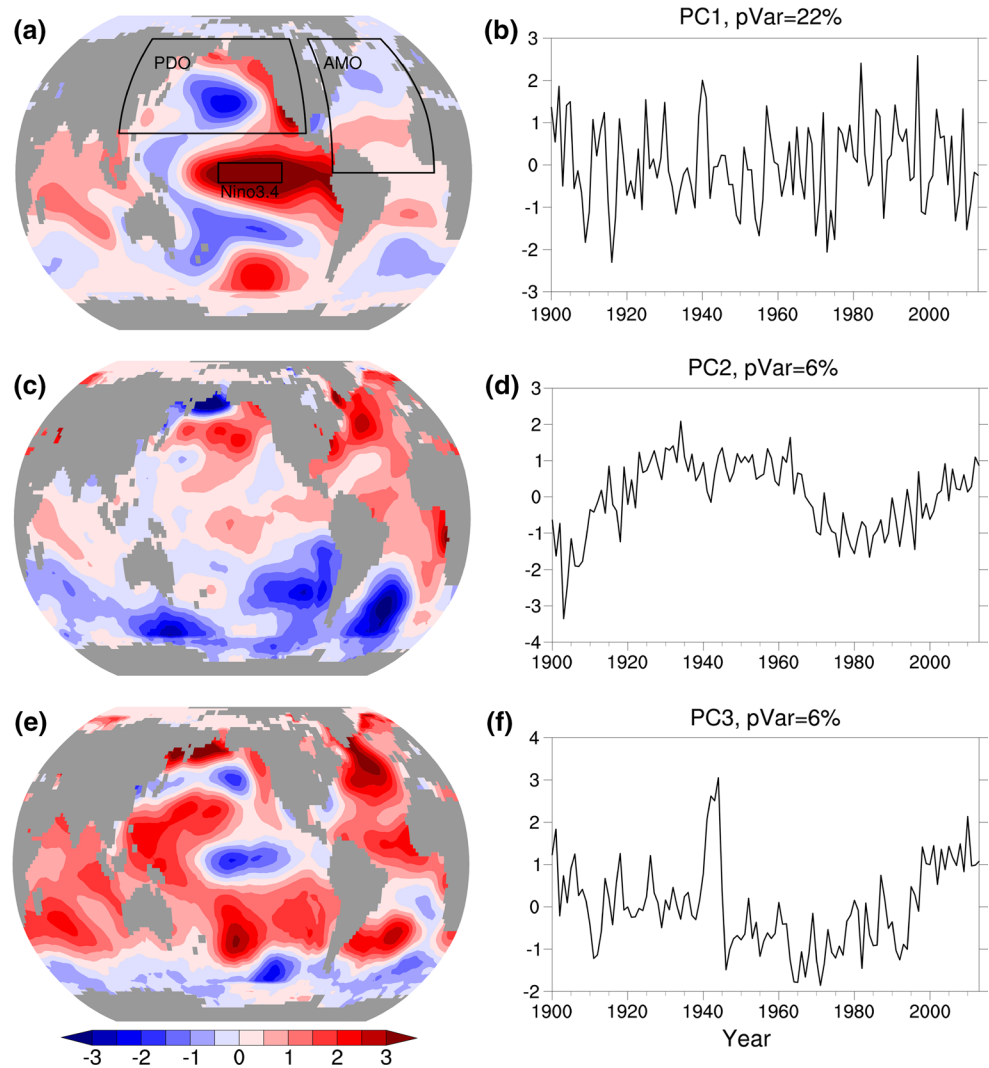 (a)
PDO
AMO
Nino3.4
(b)
PC1, pVar=22%
3
2
1
0
-1
-2
-3
1900 1920 1940 1960 1980 2000
(c)
(d)
PC2, pVar=6%
3
2
1
0
-1
-2
-3
-4
1900 1920 1940 1960 1980 2000
(e)
-3 -2 -1 0 1 2 3
(f)
PC3, pVar=6%
4
3
2
1
0
-1
-2
1900 1920 1940 1960 1980 2000
Year